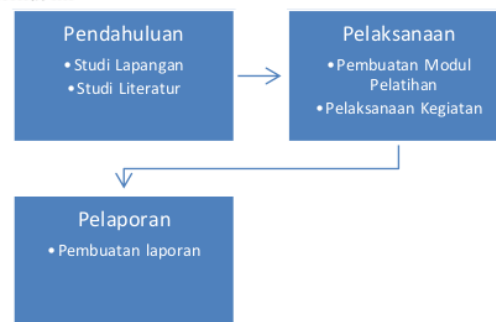 Pendahuluan
•Studi Lapangan
•Studi Literatur
Pelaksanaan
•Pembuatan Modul
Pelatihan
•Pelaksanaan Kegiatan
Pelaporan
•Pembuatan laporan